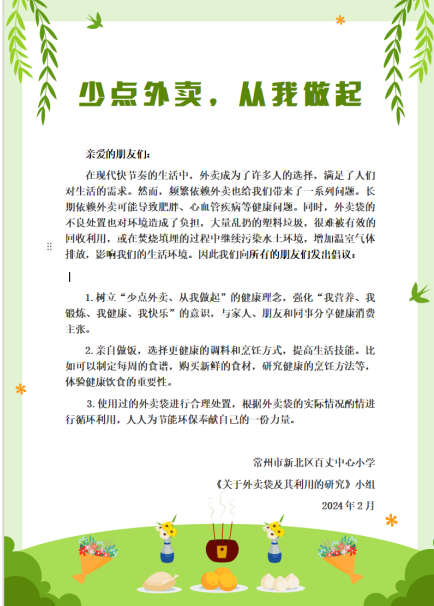 少点外卖，从我做起
亲爱的朋友们：
在现代快节奏的生活中，外卖成为了许多人的选择，满足了人们
对生活的需求。然而，频繁依赖外卖也给我们带来了一系列问题。长
期依赖外卖可能导致肥胖、心血管疾病等健康问题。同时，外卖袋的
不良处置也对环境造成了负担，大量乱扔的塑料垃圾，很难被有效的
回收利用，或在焚烧填埋的过程中继续污染水土环境，增加温室气体
排放，影响我们的生活环境。因此我们向所有的朋友们发出倡议：
1.树立“少点外卖、从我做起”的健康理念，强化“我营养、我
锻炼、我健康、我快乐”的意识，与家人、朋友和同事分享健康消费
主张。
2.亲自做饭，选择更健康的调料和烹饪方式，提高生活技能。比
如可以制定每周的食谱，购买新鲜的食材，研究健康的烹饪方法等，
体验健康饮食的重要性。
3.使用过的外卖袋进行合理处置，根据外卖袋的实际情况酌情进
行循环利用，人人为节能环保奉献自己的一份力量。
常州市新北区百丈中心小学
《关于外卖袋及其利用的研究》小组
2024年2月